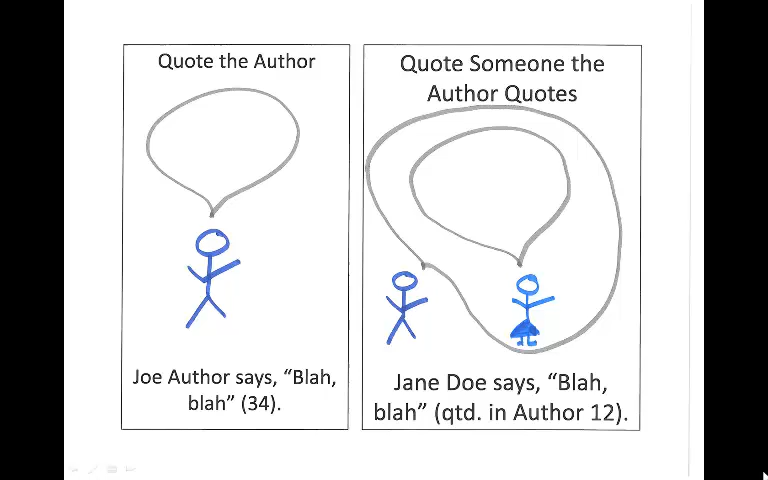 Quote the Author
Joe Author says, “Blah,
blah” (34).
Quote Someone the
Author Quotes
Jane Doe says, “Blah,
blah” (qtd. in Author 12).